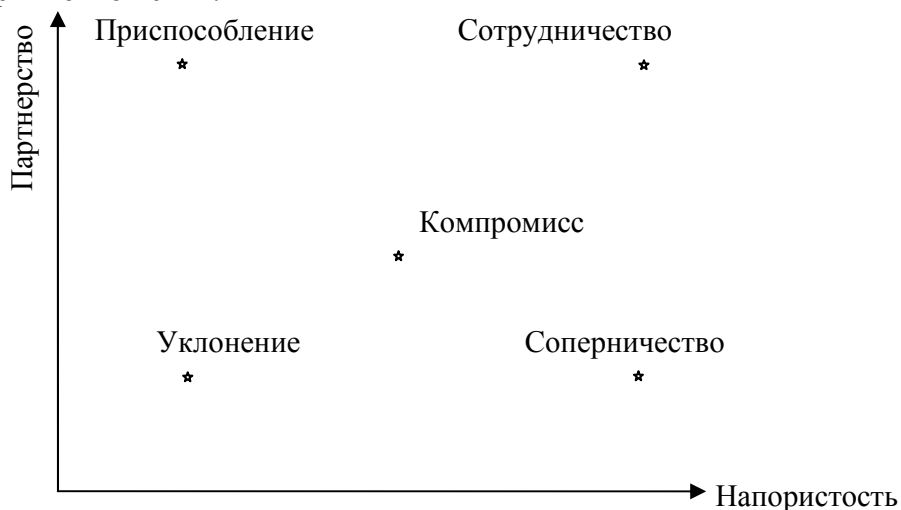 Приспособление Сотрудничество
Партнерство
Компромисс
Уклонение Соперничество
Напористость